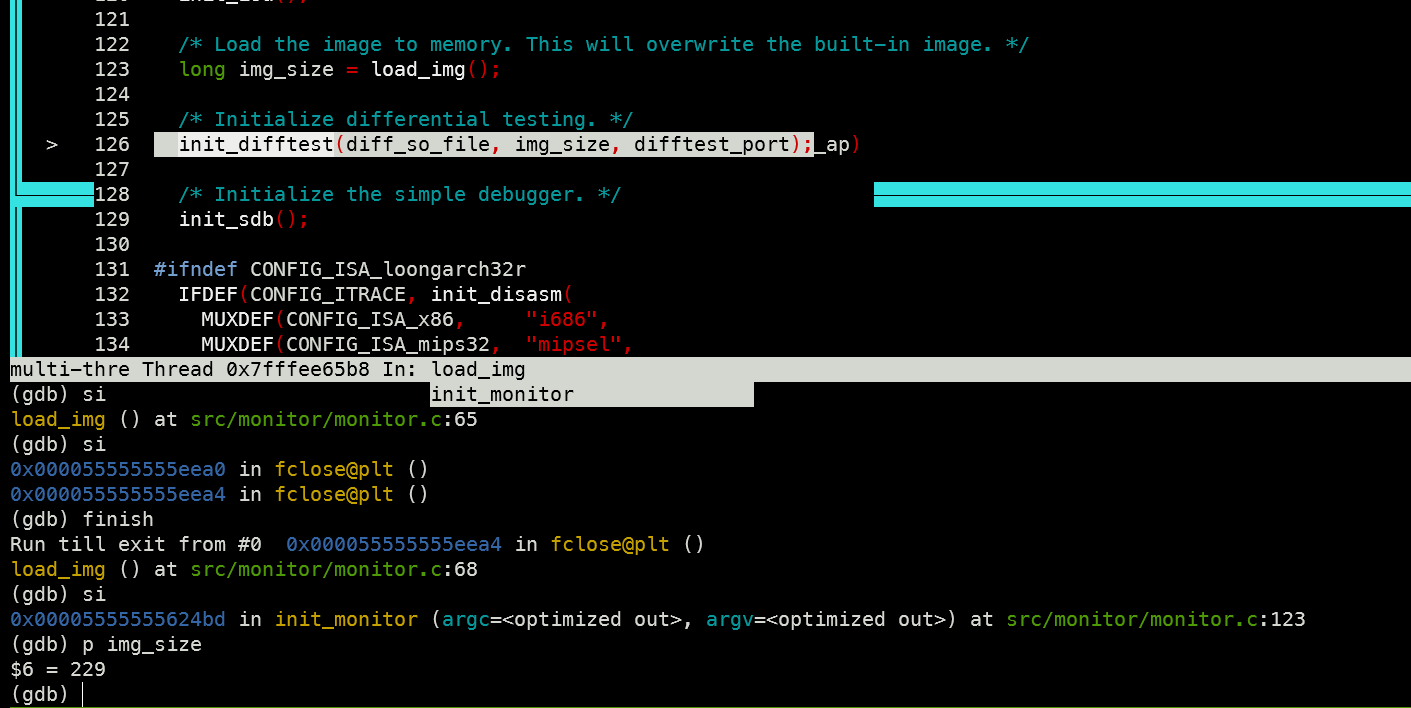 121
122 /* Load the image to memory. This will overwrite the built-in image. */
123 long img_size = load_img();
124
125 /* Initialize differential testing. */
> 126 init_difftest(diff_so_file, img_size, difftest_port);_ap)
127
128 /* Initialize the simple debugger. */
129 init_sdb();
130
131 #ifndef CONFIG_ISA_loongarch32r
132 IFDEF(CONFIG_ITRACE, init_disasm(
133 MUXDEF(CONFIG_ISA_x86, "i686",
134 MUXDEF(CONFIG_ISA_mips32, "mipsel",
multi-thre Thread 0x7fffee65b8 In: load_img
(gdb) si init_monitor
load_img () at src/monitor/monitor.c:65
(gdb) si
0x000055555555eea0 in fclose@plt ()
0x000055555555eea4 in fclose@plt ()
(gdb) finish
Run till exit from #0 0x000055555555eea4 in fclose@plt ()
load_img () at src/monitor/monitor.c:68
(gdb) si
0x00005555555624bd in init_monitor (argc=<optimized out>, argv=<optimized out>) at src/monitor/monitor.c:123
(gdb) p img_size
$6 = 229
(gdb)